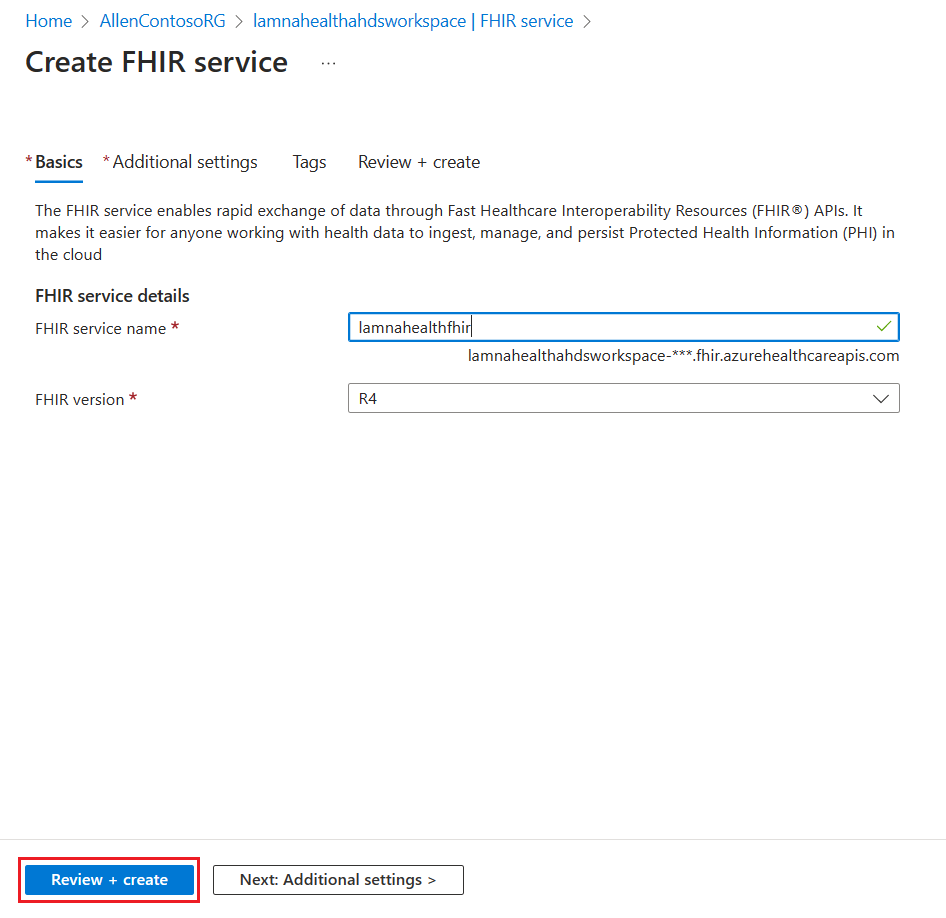 Home > AllenContosoRG > lamnahealthahdsworkspace | FHIR service >
Create FHIR service ...
* Basics * Additional settings Tags Review + create
The FHIR service enables rapid exchange of data through Fast Healthcare Interoperability Resources (FHIR®) APIs. It
makes it easier for anyone working with health data to ingest, manage, and persist Protected Health Information (PHI) in
the cloud
FHIR service details
FHIR service name * lamnahealthfhir
lamnahealthahdsworkspace-***.fhir.azurehealthcareapis.com
FHIR version * R4
Review + create Next: Additional settings >